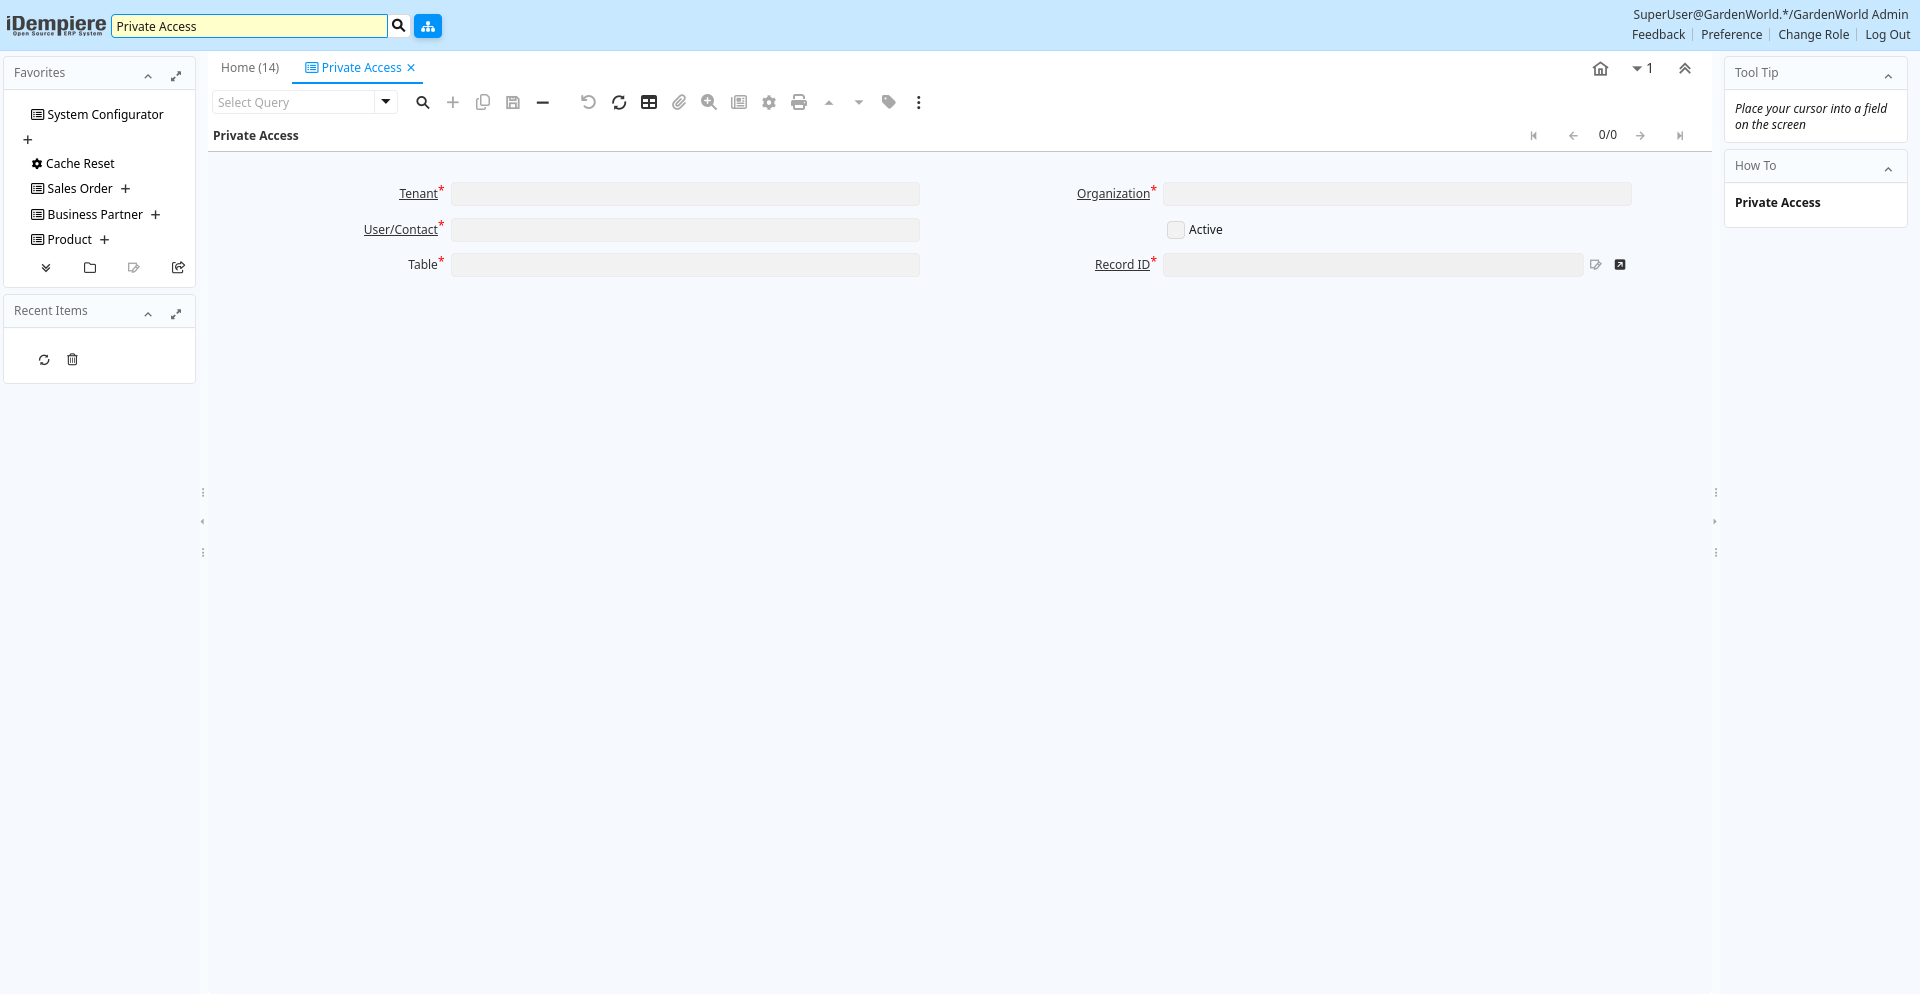 iDempiere
Open Source ERP System
Private Access
SuperUser@GardenWorld.*/GardenWorld Admin
Feedback
Preference
Change Role
Log Out
Favorites
System Configurator
Cache Reset
Sales Order
Business Partner
Product
Recent Items
Home (14)
Private Access
1
Select Query
Private Access
0/0
Tenant*
Organization*
User/Contact*
Active
Table*
Record ID*
Tool Tip
Place your cursor into a field
on the screen
How To
Private Access